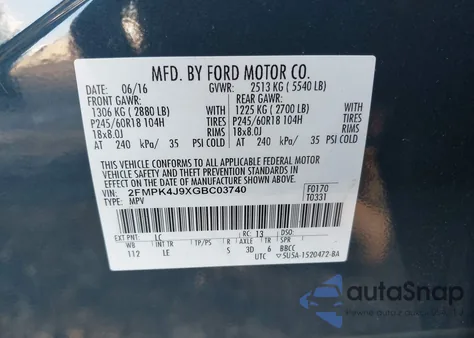 MFD. BY FORD MOTOR CO.
06/16 GVWR: 2513 KG ( 5540 LB)
FRONT GAWR: REAR GAWR:
1306 KG ( 2880 LB) 1225 KG ( 2700 LB)
P245/60R18 104H P245/60R18 104H
18x8.0J 18x8.0J
AT 240 kPa/ 35 PSI COLD AT 240 kPa/ 35 PSI COLD
THIS VEHICLE CONFORMS TO ALL APPLICABLE FEDERAL MOTOR
VEHICLE SAFETY AND THEFT PREVENTION STANDARDS IN EFFECT
ON THE DATE OF MANUFACTURE SHOWN ABOVE.
VIN: 2FMPK4J9XGBC03740
TYPE: MPV
F0170
T0331
EXT PNT: LC RC: 13 DSO:
WB INT TR TP/PS R AXLE TR SPR
112 LE S 3D 6 BBCC
UTC 5U5A-1520472-BA
autoSnap